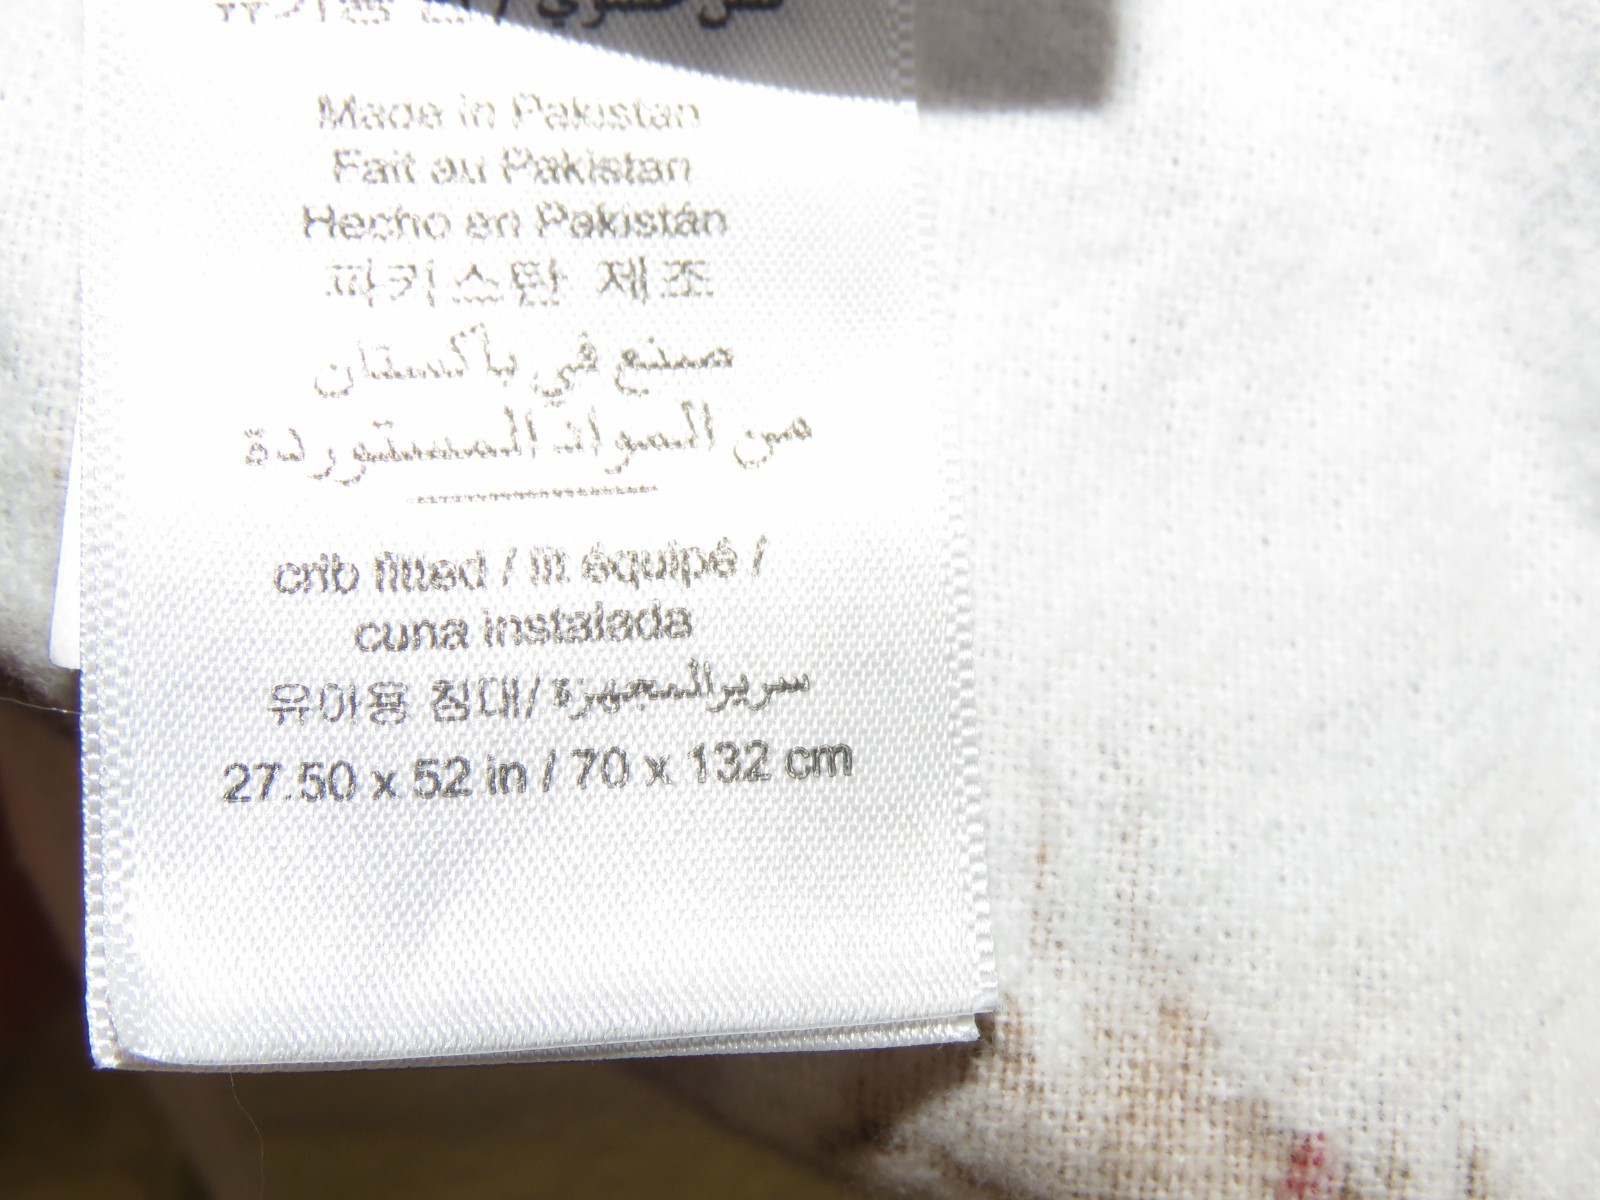 Made in Pakistan
Fait au Pakistan
Hecho en Pakistán
파키스탄 제조
صنع في باكستان
من المواد المستوردة
crib fitted / lit équipé /
cuna instalada
유아용 침대/سريرالمجهزة
27.50 x 52 in / 70 x 132 cm